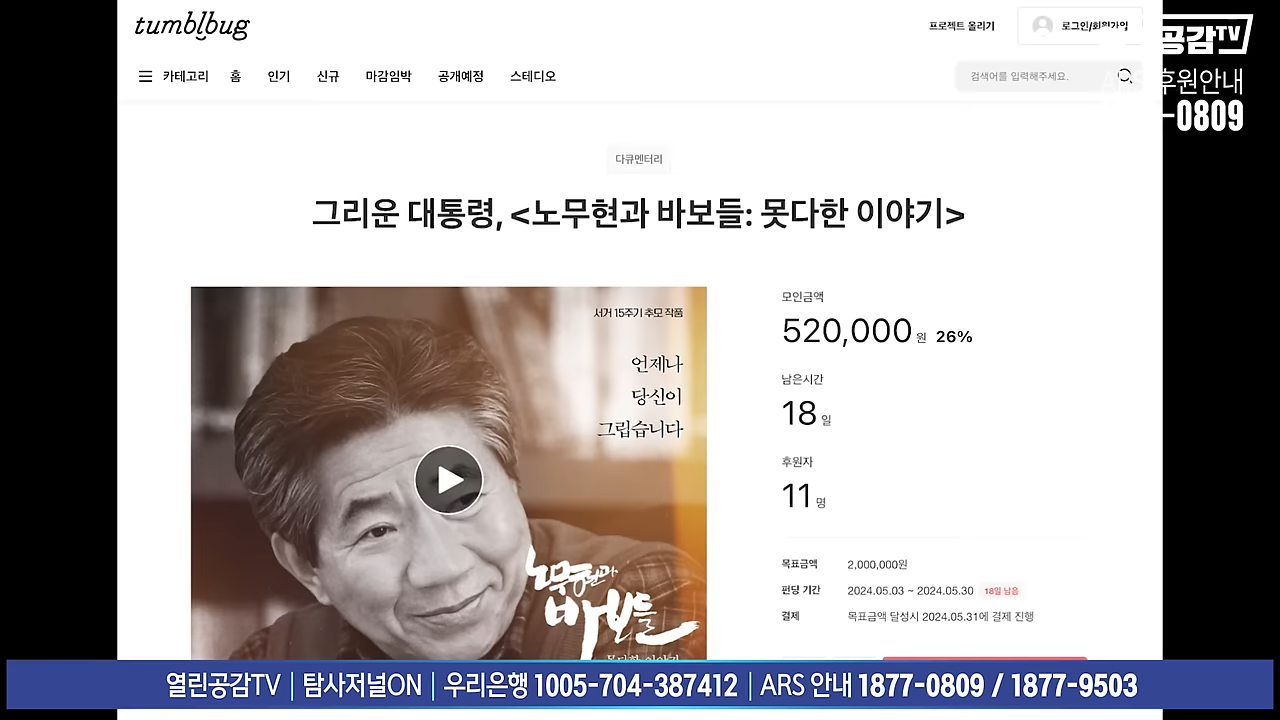 tumblbug
프로젝트 올리기
로그인/회원가입
공감TV
카테고리 홈 인기 신규 마감임박 공개예정 스테디오
검색어를 입력해주세요.
후원안내
-0809
다큐멘터리
그리운 대통령, <노무현과 바보들: 못다한 이야기>
서거 15주기 추모 작품
언제나
당신이
그립습니다
노무현과
바보들
모인금액
520,000원 26%
남은시간
18일
후원자
11명
목표금액 2,000,000원
펀딩 기간 2024.05.03 ~ 2024.05.30 18일 남음
결제 목표금액 달성시 2024.05.31에 결제 진행
열린공감TV | 탐사저널ON | 우리은행 1005-704-387412 | ARS 안내 1877-0809 / 1877-9503